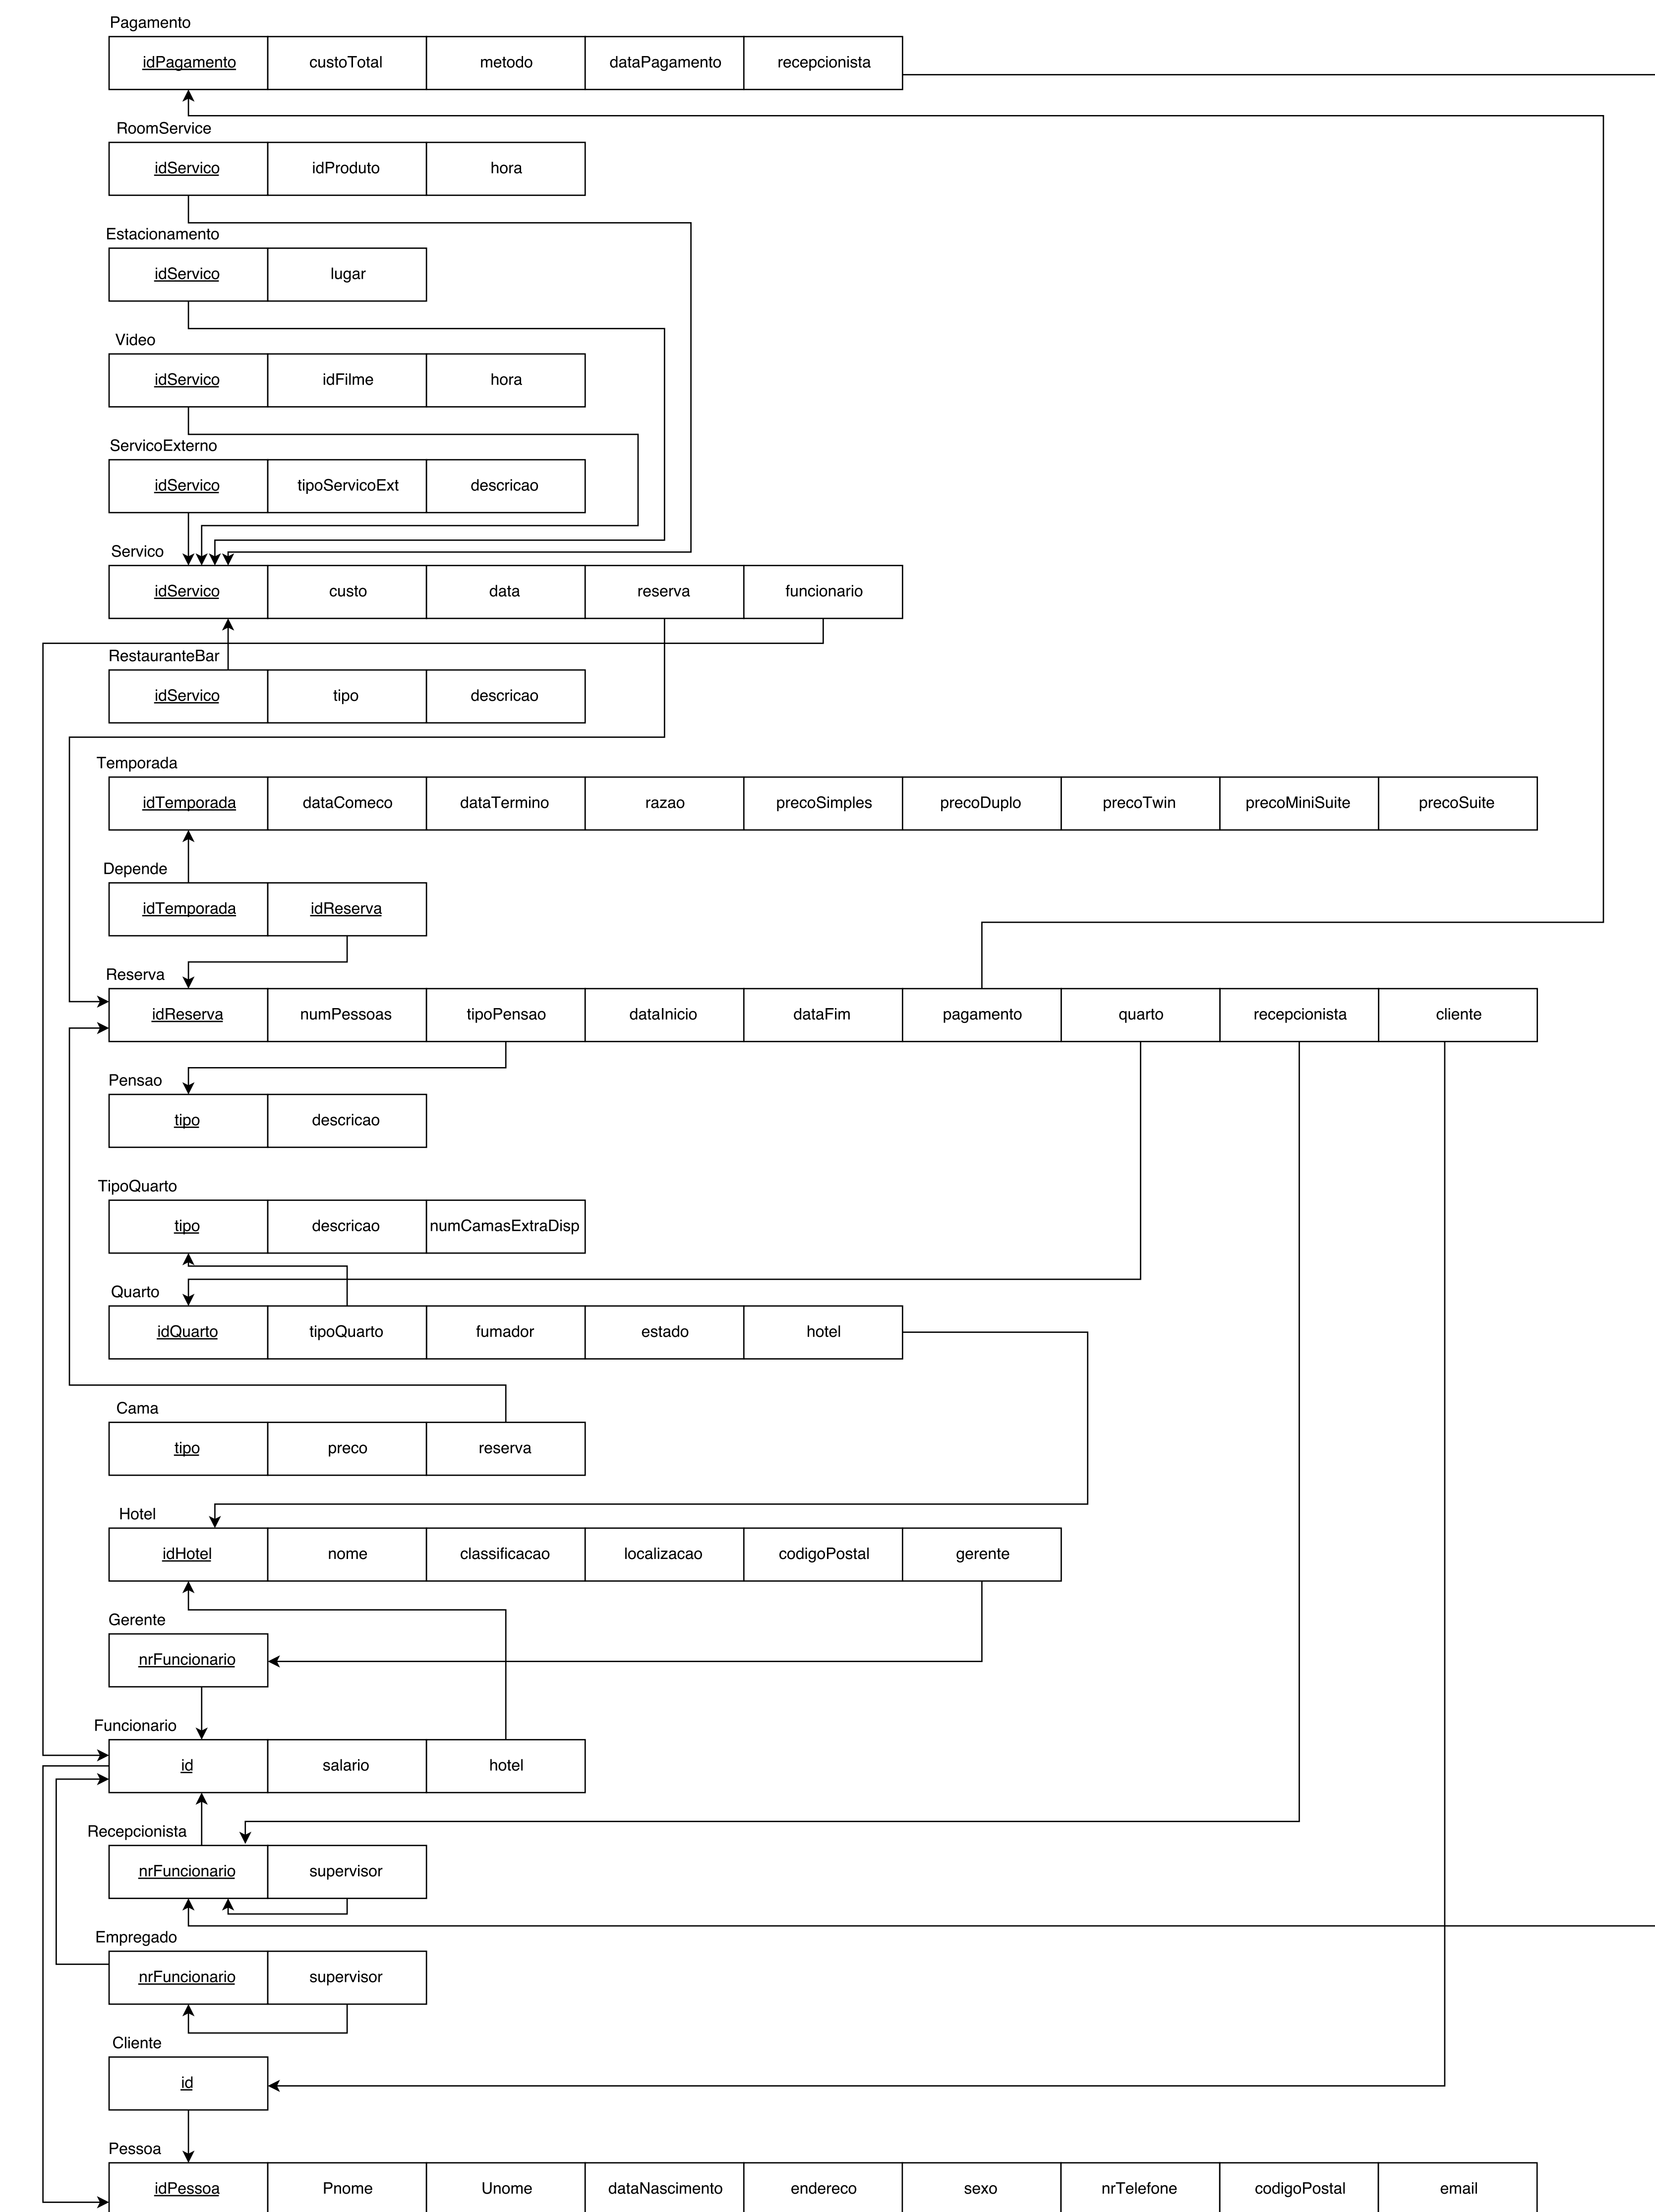 Pagamento
idPagamento custoTotal metodo dataPagamento recepcionista
RoomService
idServico idProduto hora
Estacionamento
idServico lugar
Video
idServico idFilme hora
ServicoExterno
idServico tipoServicoExt descricao
Servico
idServico custo data reserva funcionario
RestauranteBar
idServico tipo descricao
Temporada
idTemporada dataComeco dataTermino razao precoSimples precoDuplo precoTwin precoMiniSuite precoSuite
Depende
idTemporada idReserva
Reserva
idReserva numPessoas tipoPensao dataInicio dataFim pagamento quarto recepcionista cliente
Pensao
tipo descricao
TipoQuarto
tipo descricao numCamasExtraDisp
Quarto
idQuarto tipoQuarto fumador estado hotel
Cama
tipo preco reserva
Hotel
idHotel nome classificacao localizacao codigoPostal gerente
Gerente
nrFuncionario
Funcionario
id salario hotel
Recepcionista
nrFuncionario supervisor
Empregado
nrFuncionario supervisor
Cliente
id
Pessoa
idPessoa Pnome Unome dataNascimento endereco sexo nrTelefone codigoPostal email